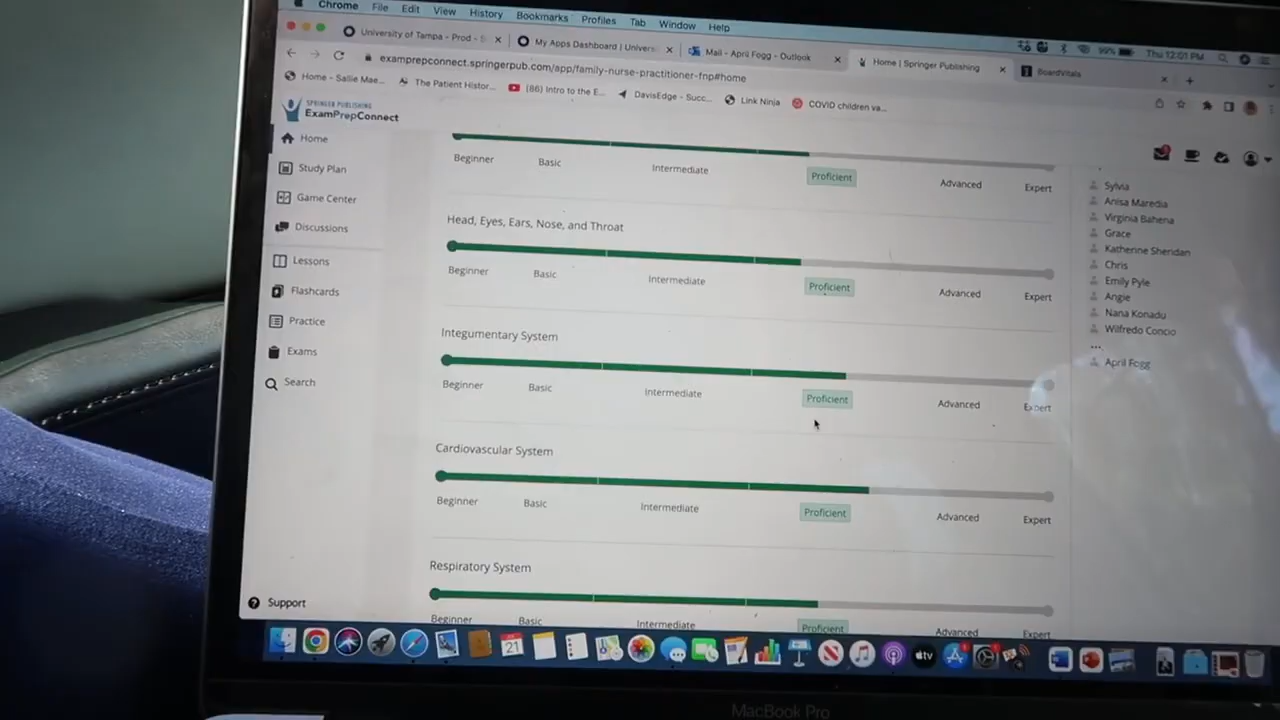 Chrome File Edit View History Bookmarks Profiles Tab Window Help
99% Thu 12:01 PM
University of Tampa - Prod - S
My Apps Dashboard | Univers
Mail - April Fogg - Outlook
Home | Springer Publishing
BoardVitals
examprepconnect.springerpub.com/app/family-nurse-practitioner-fnp#home
Home - Sallie Mae...
The Patient Histor...
(86) Intro to the E...
DavisEdge - Succ...
Link Ninja
COVID children va...
SPRINGER PUBLISHING
ExamPrepConnect
Home
Study Plan
Game Center
Discussions
Lessons
Flashcards
Practice
Exams
Search
Support
Beginner Basic Intermediate Proficient Advanced Expert
Head, Eyes, Ears, Nose, and Throat
Beginner Basic Intermediate Proficient Advanced Expert
Integumentary System
Beginner Basic Intermediate Proficient Advanced Expert
Cardiovascular System
Beginner Basic Intermediate Proficient Advanced Expert
Respiratory System
Beginner Basic Intermediate Proficient Advanced Expert
Sylvia
Anisa Maredia
Virginia Bahena
Grace
Katherine Sheridan
Chris
Emily Pyle
Angie
Nana Konadu
Wilfredo Concio
...
April Fogg
21
tv
MacBook Pro